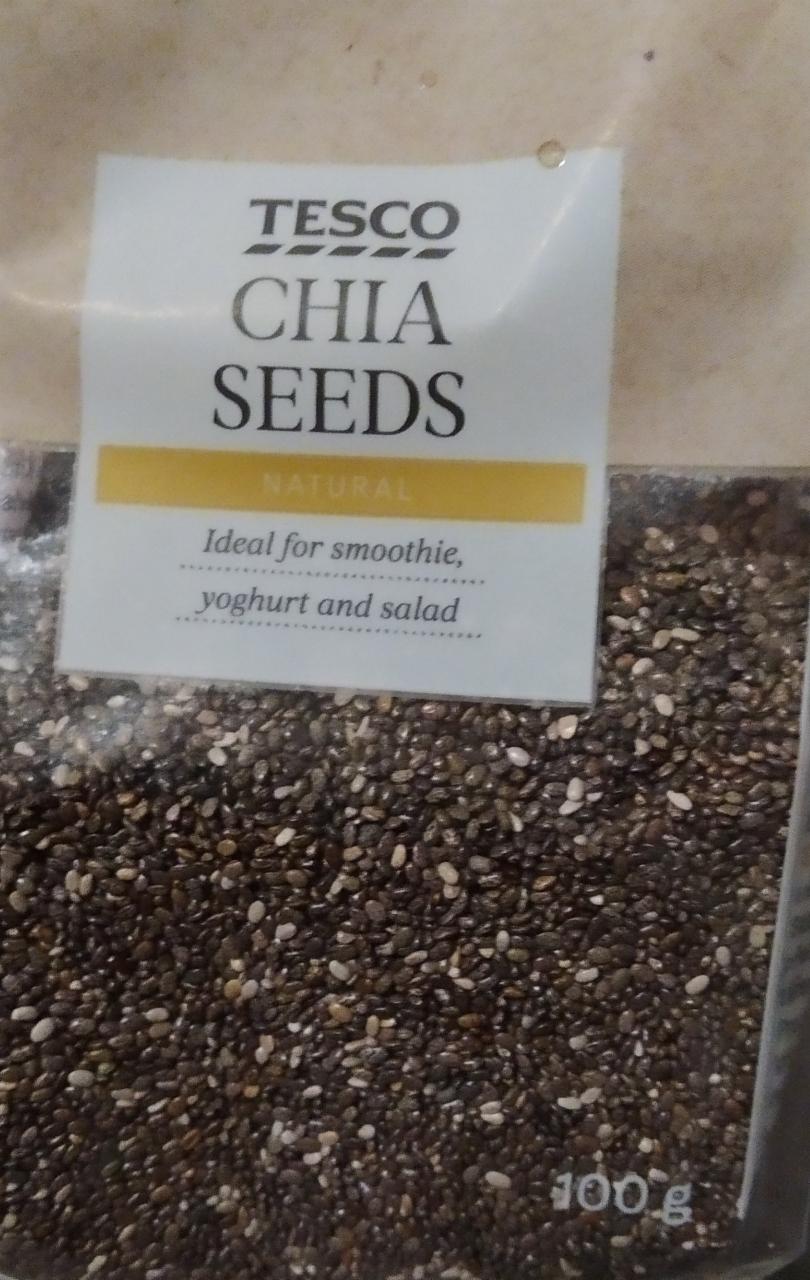 TESCO
CHIA
SEEDS
NATURAL
Ideal for smoothie,
yoghurt and salad
100 g